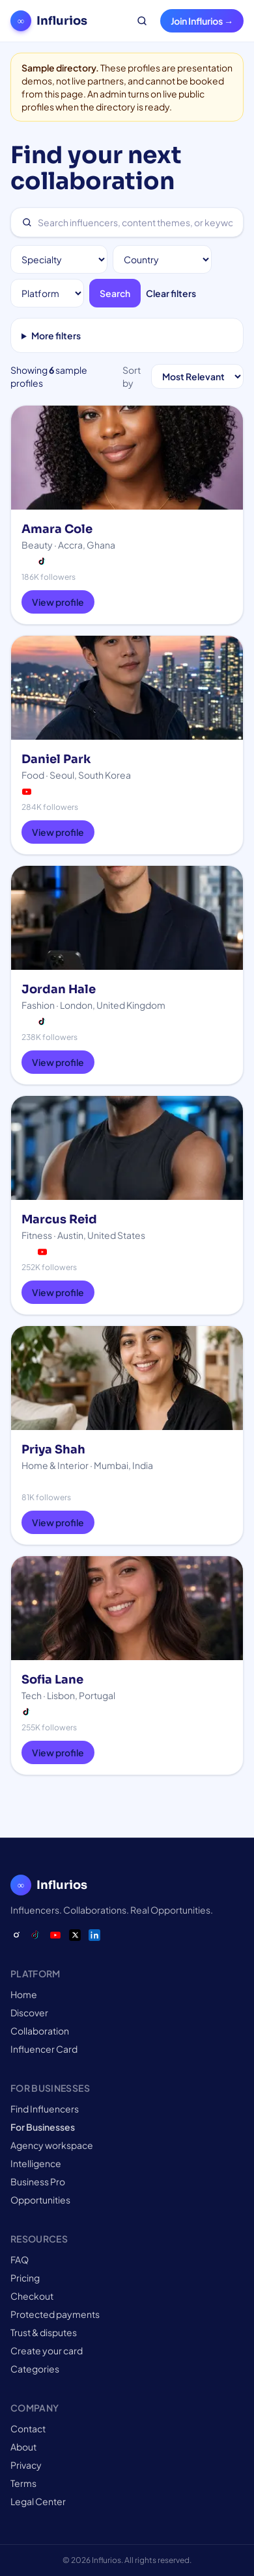 Influrios
Join Influrios →
Sample directory. These profiles are presentation
demos, not live partners, and cannot be booked
from this page. An admin turns on live public
profiles when the directory is ready.
Find your next
collaboration
Search influencers, content themes, or keywc
Specialty
Country
Platform
Search
Clear filters
More filters
Showing 6 sample
profiles
Sort
by
Most Relevant
Amara Cole
Beauty · Accra, Ghana
186K followers
View profile
Daniel Park
Food · Seoul, South Korea
284K followers
View profile
Jordan Hale
Fashion · London, United Kingdom
238K followers
View profile
Marcus Reid
Fitness · Austin, United States
252K followers
View profile
Priya Shah
Home & Interior · Mumbai, India
81K followers
View profile
Sofia Lane
Tech · Lisbon, Portugal
255K followers
View profile
Influrios
Influencers. Collaborations. Real Opportunities.
PLATFORM
Home
Discover
Collaboration
Influencer Card
FOR BUSINESSES
Find Influencers
For Businesses
Agency workspace
Intelligence
Business Pro
Opportunities
RESOURCES
FAQ
Pricing
Checkout
Protected payments
Trust & disputes
Create your card
Categories
COMPANY
Contact
About
Privacy
Terms
Legal Center
© 2026 Influrios. All rights reserved.